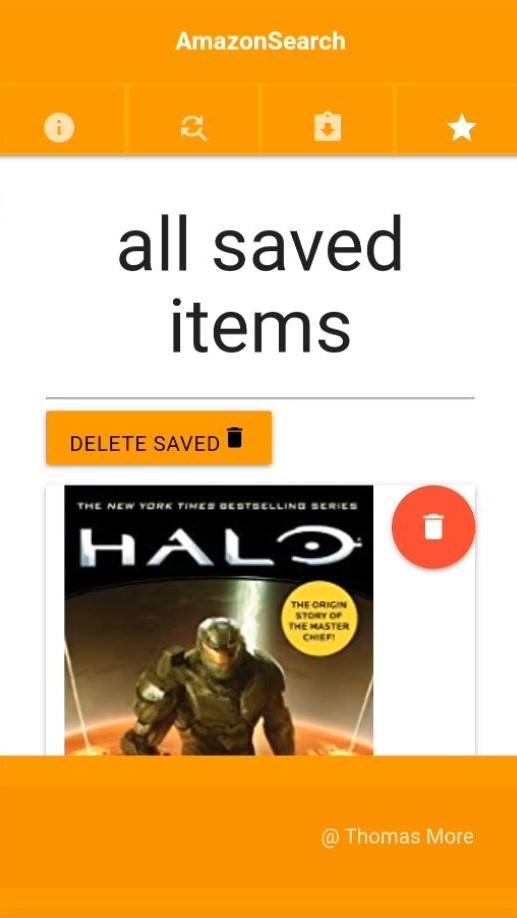 AmazonSearch
all saved
items
DELETE SAVED
THE NEW YORK TIMES BESTSELLING SERIES
HALO
THE ORIGIN
STORY OF
THE MASTER
CHIEF!
@ Thomas More